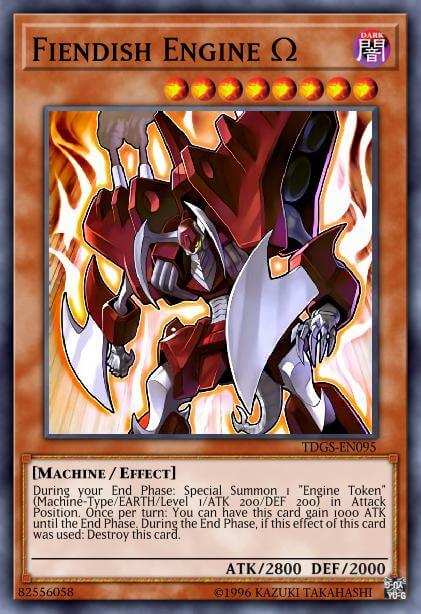 FIENDISH ENGINE Ω
DARK
闇
TDGS-EN095
[MACHINE / EFFECT]
During your End Phase: Special Summon 1 "Engine Token"
(Machine-Type/EARTH/Level 1/ATK 200/DEF 200) in Attack
Position. Once per turn: You can have this card gain 1000 ATK
until the End Phase. During the End Phase, if this effect of this card
was used: Destroy this card.
ATK/2800 DEF/2000
82556058
©1996 KAZUKI TAKAHASHI